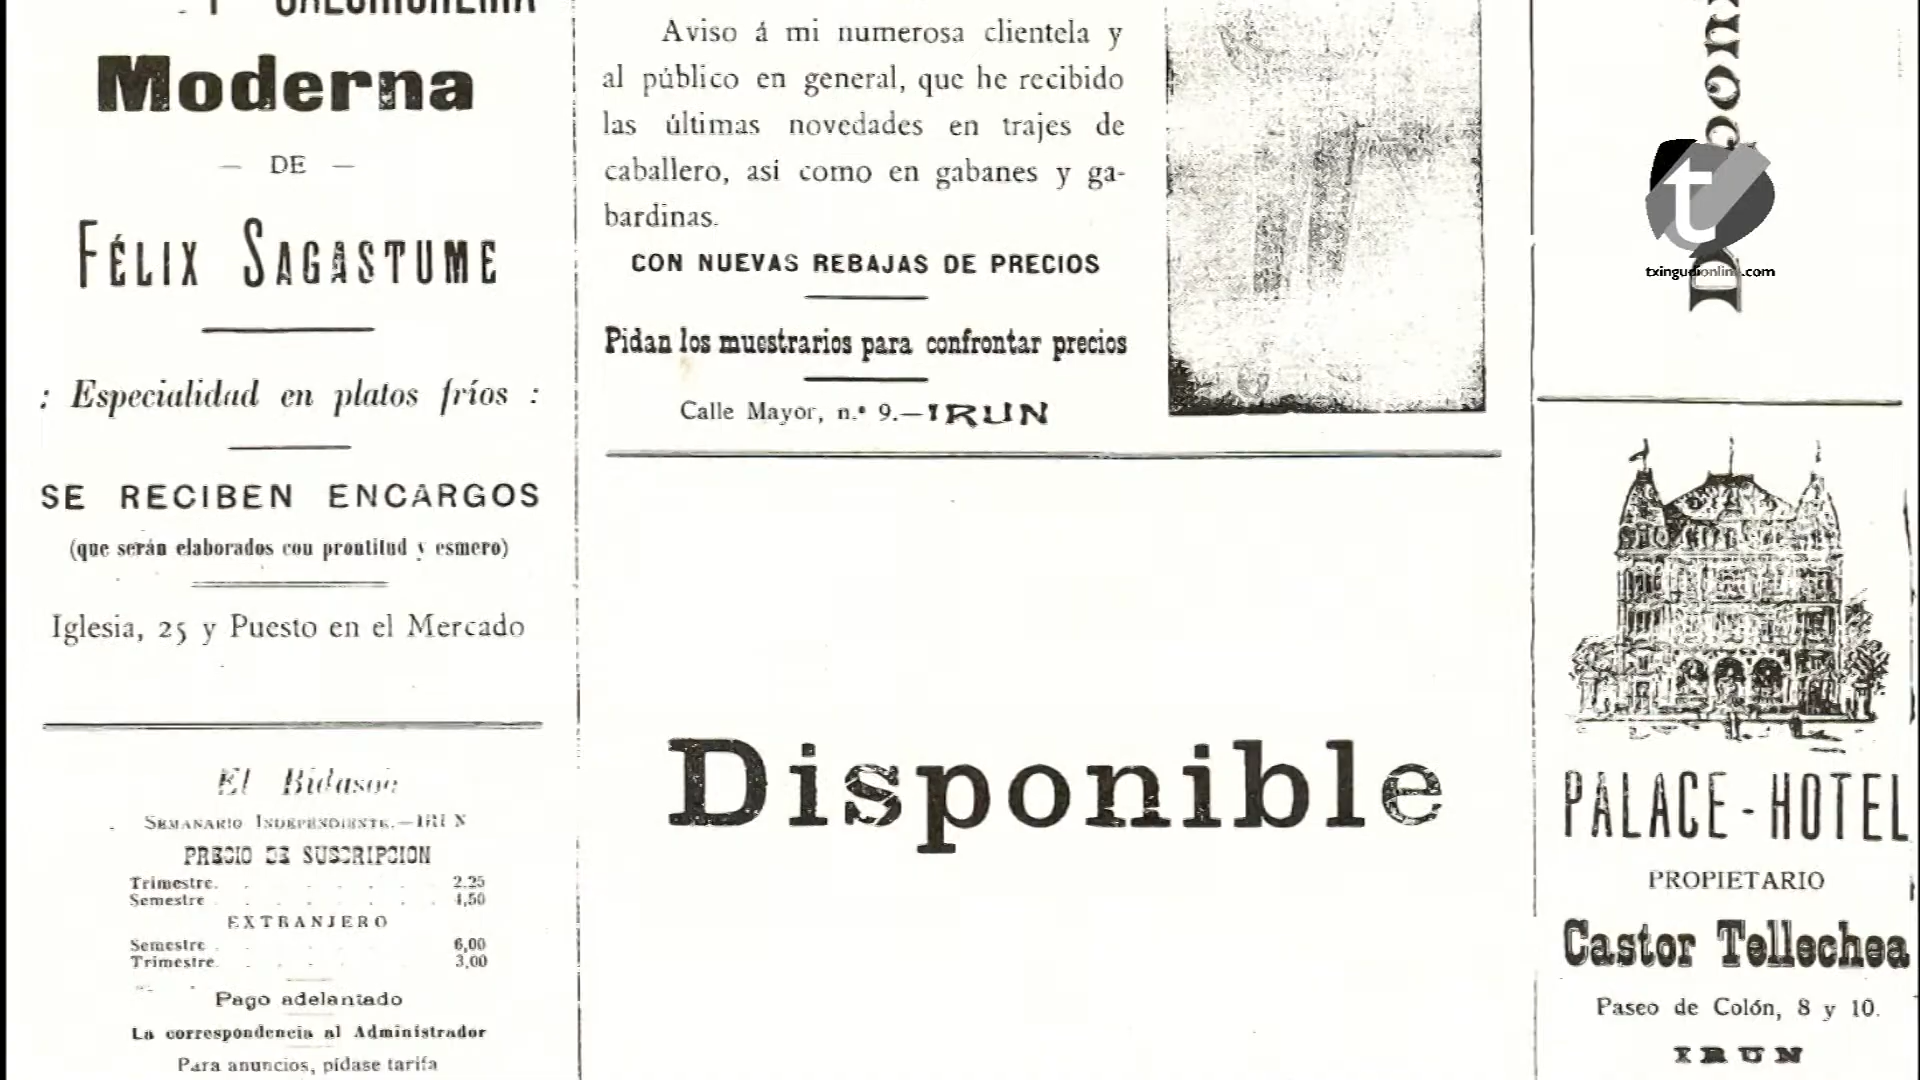 Y SALCHICHERIA
Moderna
— DE —
FÉLIX SAGASTUME
: Especialidad en platos fríos :
SE RECIBEN ENCARGOS
(que serán elaborados con prontitud y esmero)
Iglesia, 25 y Puesto en el Mercado
El Bidasoa
SEMANARIO INDEPENDIENTE.—IRUN
PRECIO DE SUSCRIPCION
Trimestre. . . . . . . 2.25
Semestre . . . . . . . 4,50
EXTRANJERO
Semestre . . . . 6,00
Trimestre. . . . . 3,00
Pago adelantado
La correspondencia al Administrador
Para anuncios, pídase tarifa
Aviso á mi numerosa clientela y
al público en general, que he recibido
las últimas novedades en trajes de
caballero, asi como en gabanes y ga-
bardinas.
CON NUEVAS REBAJAS DE PRECIOS
Pidan los muestrarios para confrontar precios
Calle Mayor, n.º 9.—IRUN
Disponible
txingudionline.com
PALACE-HOTEL
PROPIETARIO
Castor Tellechea
Paseo de Colón, 8 y 10.
IRUN